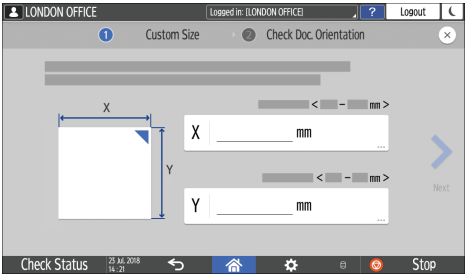 LONDON OFFICE Logged in: [LONDON OFFICE] ? Logout
1 Custom Size 2 Check Doc. Orientation ×
< – mm >
X
X mm
...
Y
< – mm >
Next
Y mm
...
Check Status 23 Jul. 2018 14:21 Stop